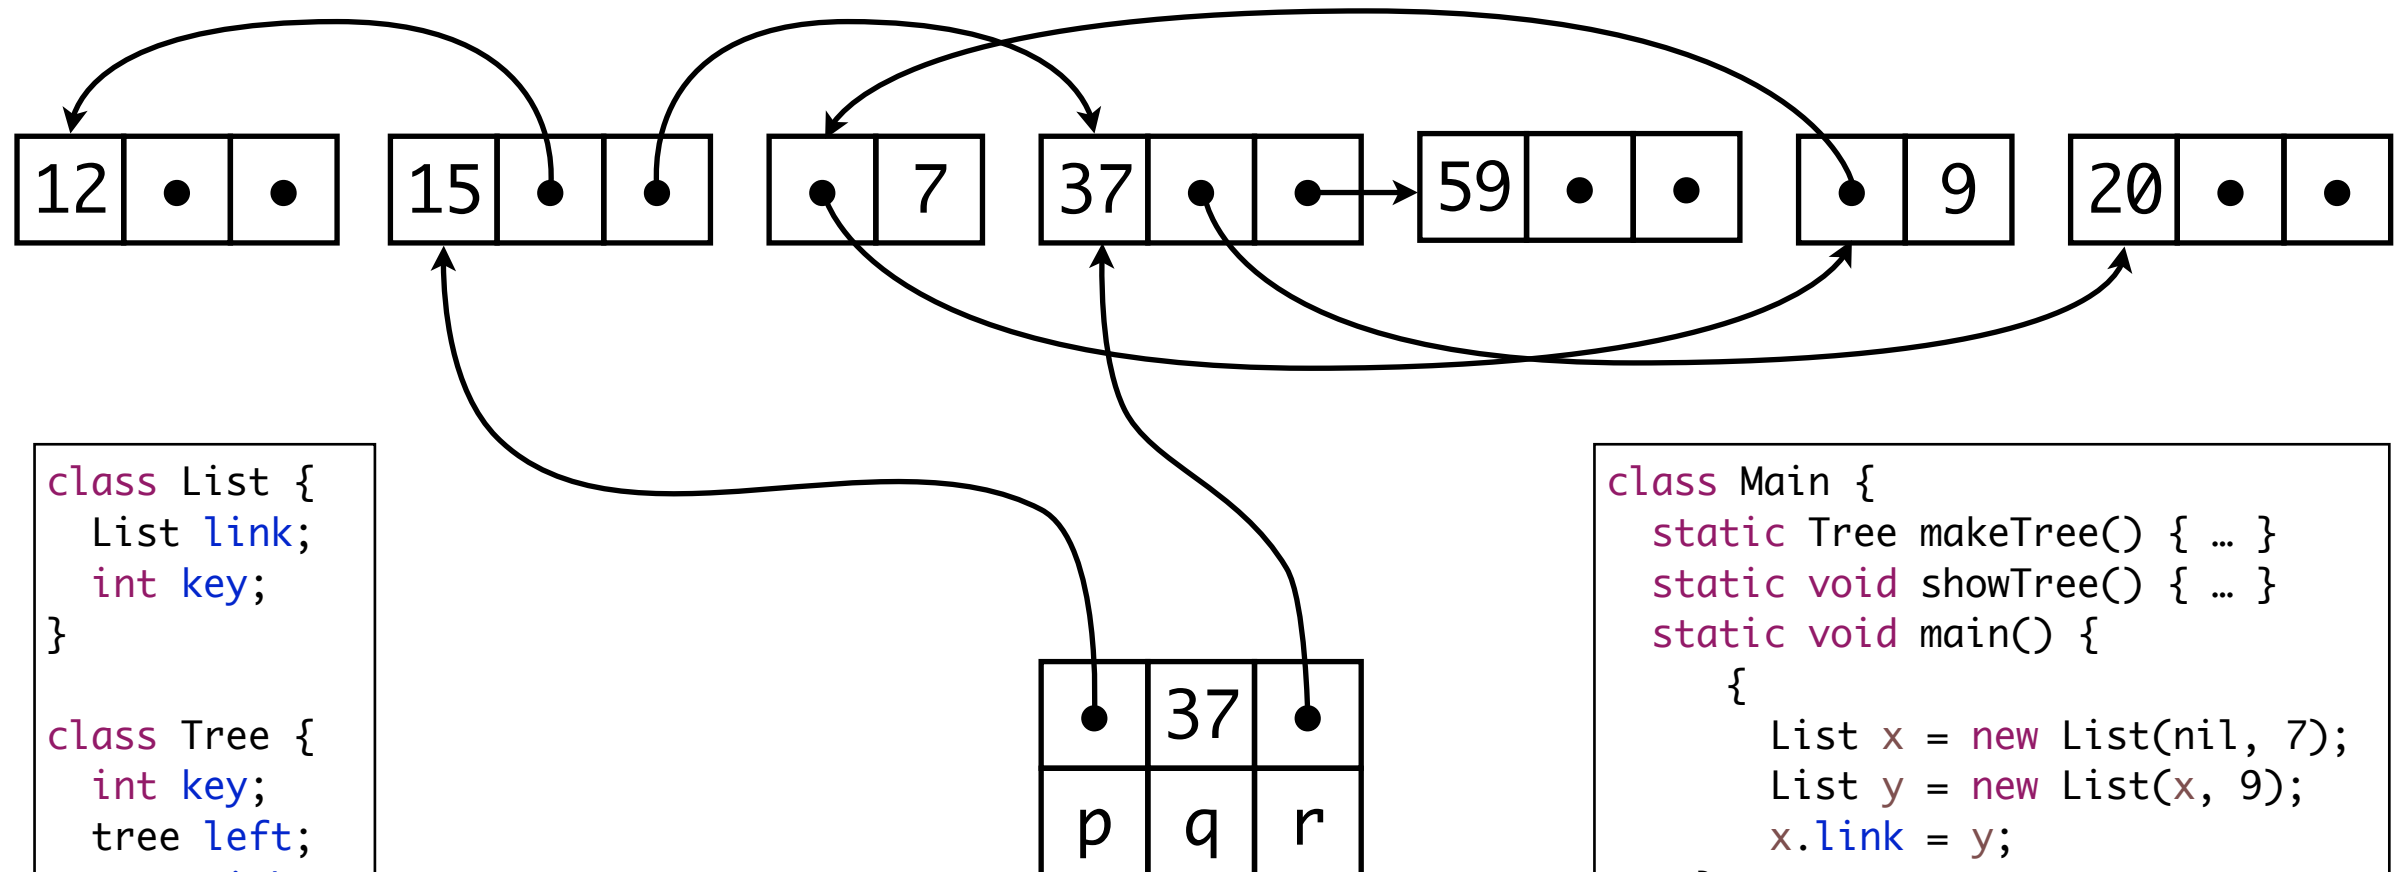 12 15 7 37 59 9 20
class List {
List link;
int key;
}
class Tree {
int key;
tree left;
37
p q r
class Main {
static Tree makeTree() { … }
static void showTree() { … }
static void main() {
{
List x = new List(nil, 7);
List y = new List(x, 9);
x.link = y;